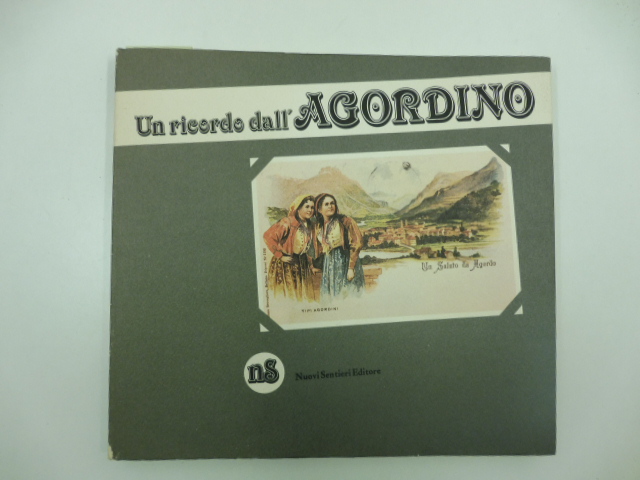 Un ricordo dall'AGORDINO
Un Saluto da Agordo
TIPI AGORDINI
nS
Nuovi Sentieri Editore